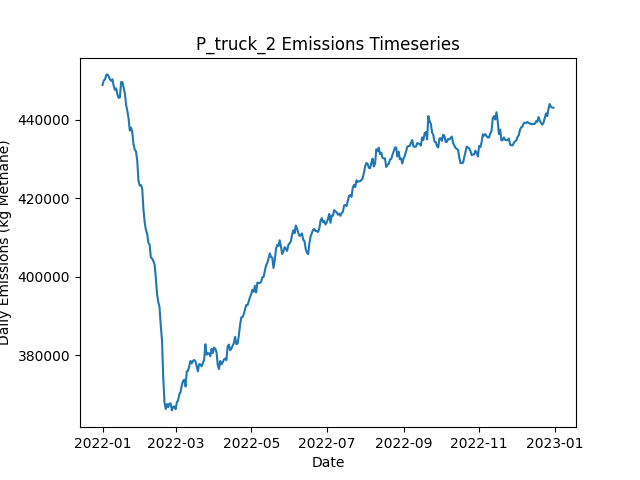 P_truck_2 Emissions Timeseries
Daily Emissions (kg Methane)
440000
420000
400000
380000
2022-01 2022-03 2022-05 2022-07 2022-09 2022-11 2023-01
Date